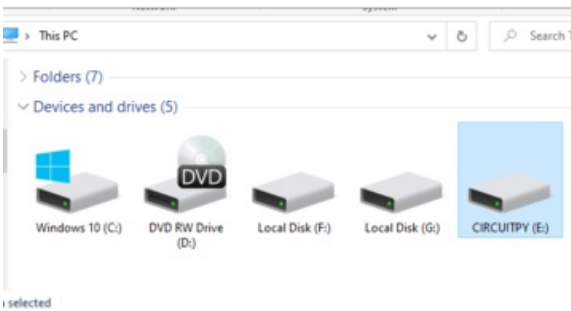 This PC
Search
Folders (7)
Devices and drives (5)
DVD
Windows 10 (C:)
DVD RW Drive
(D:)
Local Disk (F:)
Local Disk (G:)
CIRCUITPY (E:)
selected